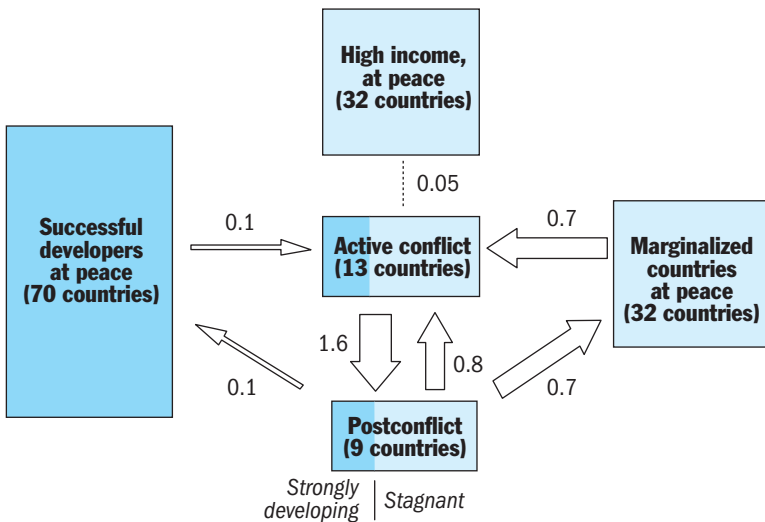 High income,
at peace
(32 countries)
0.05
Successful
developers
at peace
(70 countries)
0.1
Active conflict
(13 countries)
0.7
Marginalized
countries
at peace
(32 countries)
1.6
0.8
0.1
0.7
Postconflict
(9 countries)
Strongly
developing
Stagnant